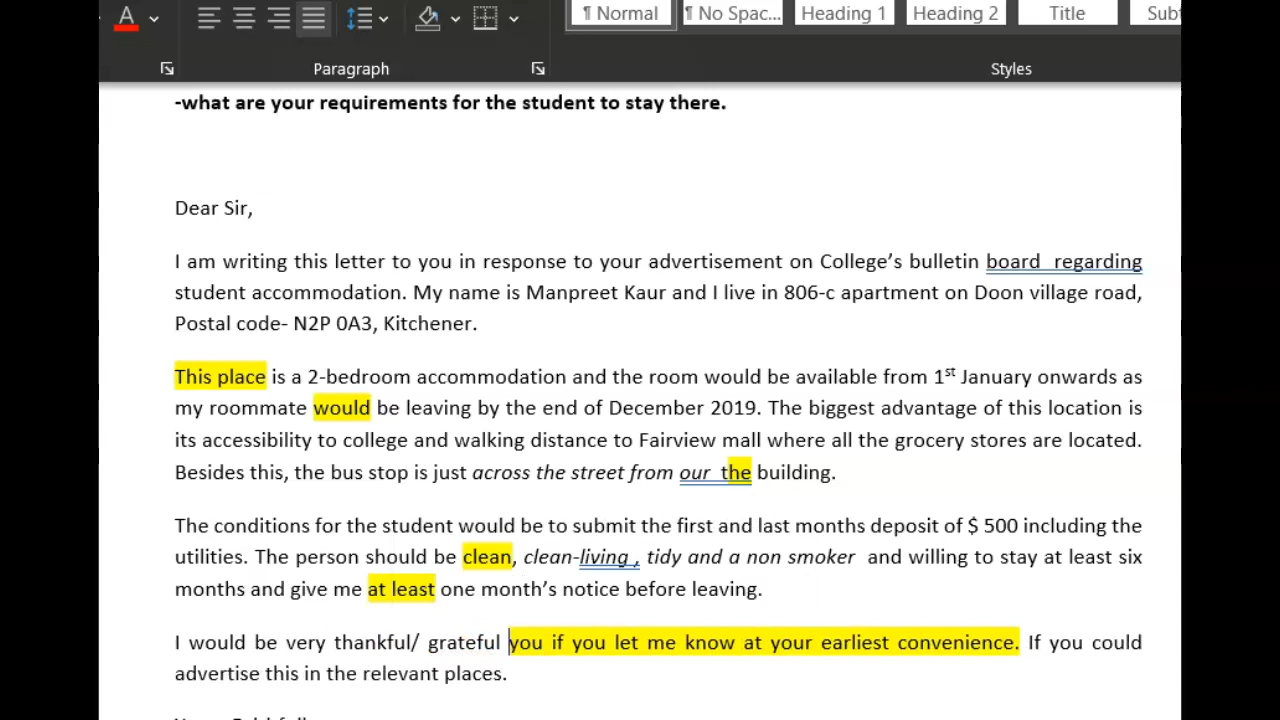 A
¶ Normal ¶ No Spac... Heading 1 Heading 2 Title Subt
Paragraph Styles
-what are your requirements for the student to stay there.
Dear Sir,
I am writing this letter to you in response to your advertisement on College’s bulletin board  regarding
student accommodation. My name is Manpreet Kaur and I live in 806-c apartment on Doon village road,
Postal code- N2P 0A3, Kitchener.
This place is a 2-bedroom accommodation and the room would be available from 1st January onwards as
my roommate would be leaving by the end of December 2019. The biggest advantage of this location is
its accessibility to college and walking distance to Fairview mall where all the grocery stores are located.
Besides this, the bus stop is just across the street from our  the building.
The conditions for the student would be to submit the first and last months deposit of $ 500 including the
utilities. The person should be clean, clean-living , tidy and a non smoker  and willing to stay at least six
months and give me at least one month’s notice before leaving.
I would be very thankful/ grateful you if you let me know at your earliest convenience. If you could
advertise this in the relevant places.